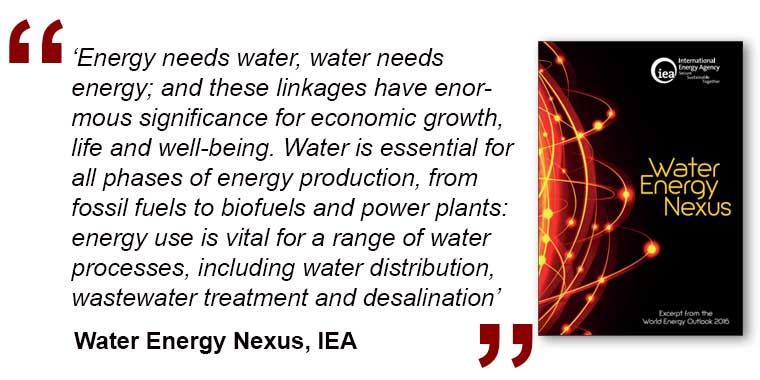 ‘Energy needs water, water needs
energy; and these linkages have enor-
mous significance for economic growth,
life and well-being. Water is essential for
all phases of energy production, from
fossil fuels to biofuels and power plants:
energy use is vital for a range of water
processes, including water distribution,
wastewater treatment and desalination’
Water Energy Nexus, IEA
iea
International
Energy Agency
Secure
Sustainable
Together
Water
Energy
Nexus
Excerpt from the
World Energy Outlook 2016